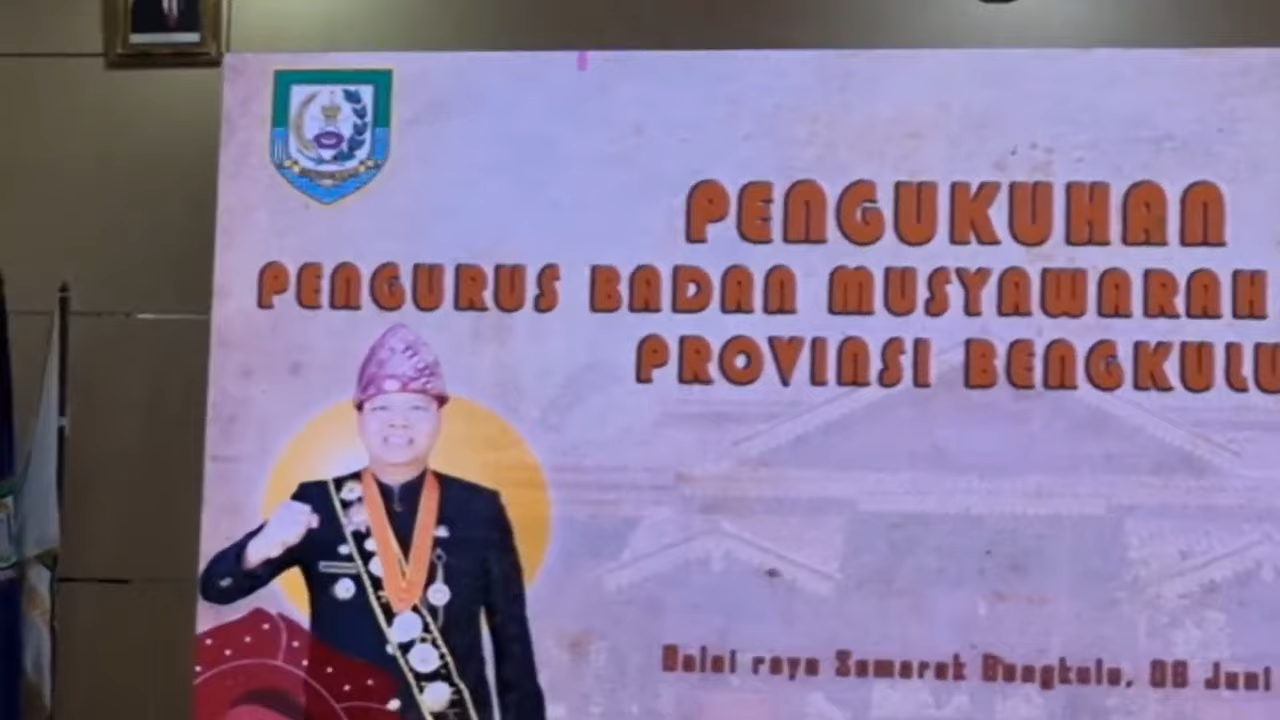 PENGUKUHAN
PENGURUS BADAN MUSYAWARAH
PROVINSI BENGKULU
Balai raya Semarak Bengkulu, 08 Juni